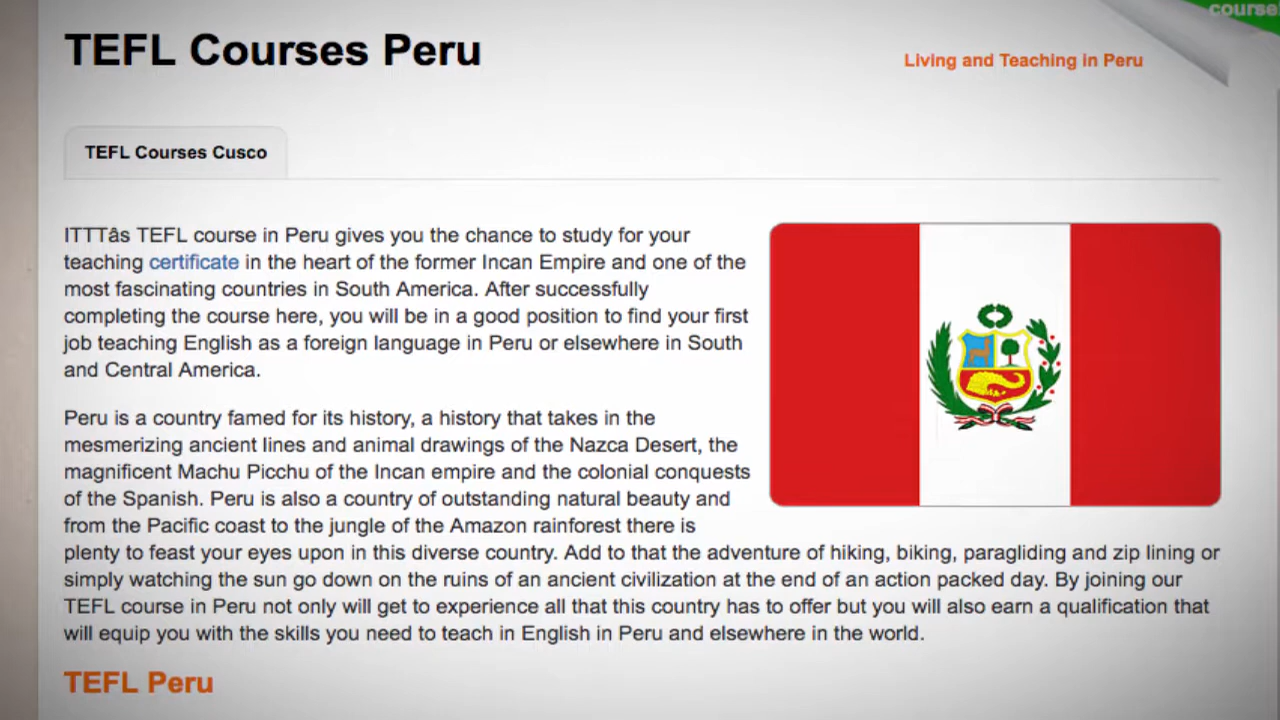 course
TEFL Courses Peru
Living and Teaching in Peru
TEFL Courses Cusco
ITTTâs TEFL course in Peru gives you the chance to study for your
teaching certificate in the heart of the former Incan Empire and one of the
most fascinating countries in South America. After successfully
completing the course here, you will be in a good position to find your first
job teaching English as a foreign language in Peru or elsewhere in South
and Central America.
Peru is a country famed for its history, a history that takes in the
mesmerizing ancient lines and animal drawings of the Nazca Desert, the
magnificent Machu Picchu of the Incan empire and the colonial conquests
of the Spanish. Peru is also a country of outstanding natural beauty and
from the Pacific coast to the jungle of the Amazon rainforest there is
plenty to feast your eyes upon in this diverse country. Add to that the adventure of hiking, biking, paragliding and zip lining or
simply watching the sun go down on the ruins of an ancient civilization at the end of an action packed day. By joining our
TEFL course in Peru not only will get to experience all that this country has to offer but you will also earn a qualification that
will equip you with the skills you need to teach in English in Peru and elsewhere in the world.
TEFL Peru